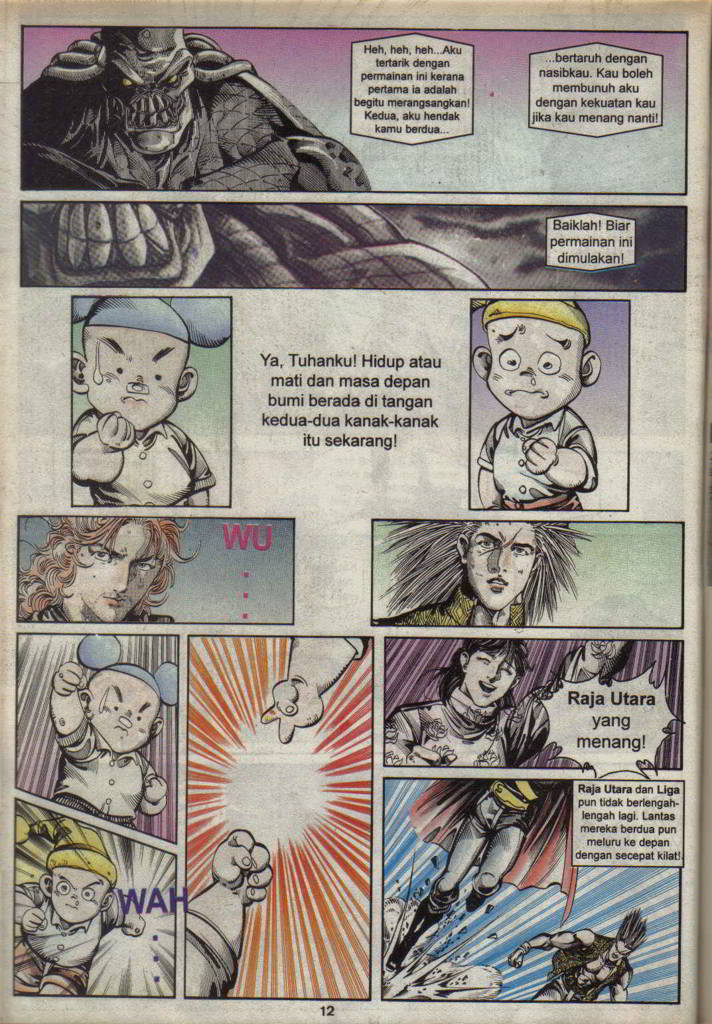 Heh, heh, heh...Aku
tertarik dengan
permainan ini kerana
pertama ia adalah
begitu merangsangkan!
Kedua, aku hendak
kamu berdua...
...bertaruh dengan
nasibkau. Kau boleh
membunuh aku
dengan kekuatan kau
jika kau menang nanti!
Baiklah! Biar
permainan ini
dimulakan!
Ya, Tuhanku! Hidup atau
mati dan masa depan
bumi berada di tangan
kedua-dua kanak-kanak
itu sekarang!
WU
...
WAH
...
Raja Utara
yang
menang!
Raja Utara dan Liga
pun tidak berlengah-
lengah lagi. Lantas
mereka berdua pun
meluru ke depan
dengan secepat kilat!
12